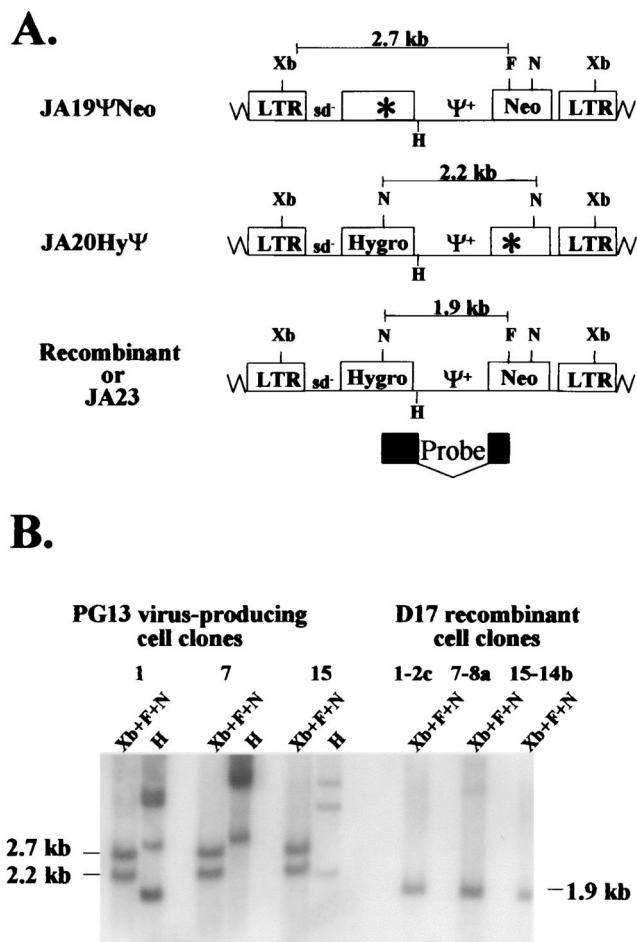 A.
2.7 kb
Xb F N Xb
JA19ΨNeo LTR sd- * Ψ+ Neo LTR
H
2.2 kb
Xb N N Xb
JA20HyΨ LTR sd- Hygro Ψ+ * LTR
H
1.9 kb
Xb N F N Xb
Recombinant or JA23 LTR sd- Hygro Ψ+ Neo LTR
H
Probe
B.
PG13 virus-producing cell clones
D17 recombinant cell clones
1 7 15 1-2c 7-8a 15-14b
Xb+F+N H Xb+F+N H Xb+F+N H Xb+F+N Xb+F+N Xb+F+N
2.7 kb
2.2 kb
1.9 kb